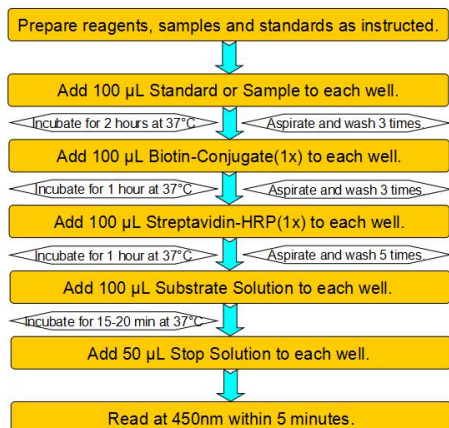 Prepare reagents, samples and standards as instructed.
Add 100 µL Standard or Sample to each well.
Incubate for 2 hours at 37°C
Aspirate and wash 3 times.
Add 100 µL Biotin-Conjugate(1x) to each well.
Incubate for 1 hour at 37°C
Aspirate and wash 3 times.
Add 100 µL Streptavidin-HRP(1x) to each well.
Incubate for 1 hour at 37°C
Aspirate and wash 5 times.
Add 100 µL Substrate Solution to each well.
Incubate for 15-20 min at 37°C
Add 50 µL Stop Solution to each well.
Read at 450nm within 5 minutes.